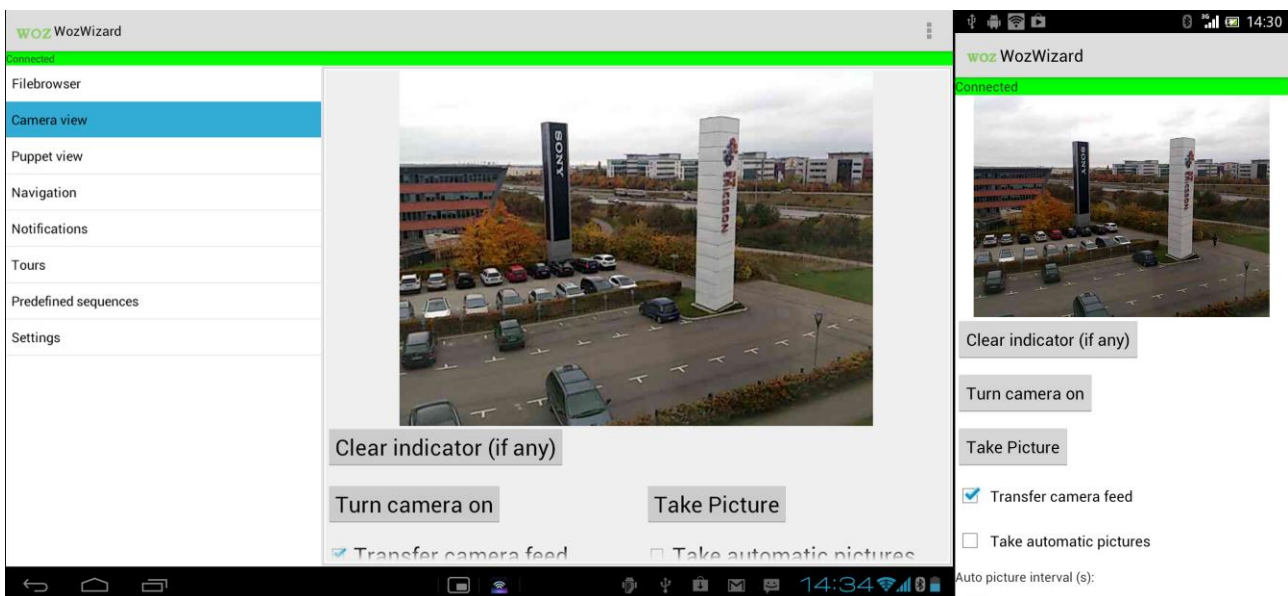 woz WozWizard
Connected
Filebrowser
Camera view
Puppet view
Navigation
Notifications
Tours
Predefined sequences
Settings
SONY
Clear indicator (if any)
Turn camera on
Take Picture
Transfer camera feed
Take automatic pictures
14:34
3G
14:30
woz WozWizard
Connected
Clear indicator (if any)
Turn camera on
Take Picture
Transfer camera feed
Take automatic pictures
Auto picture interval (s):